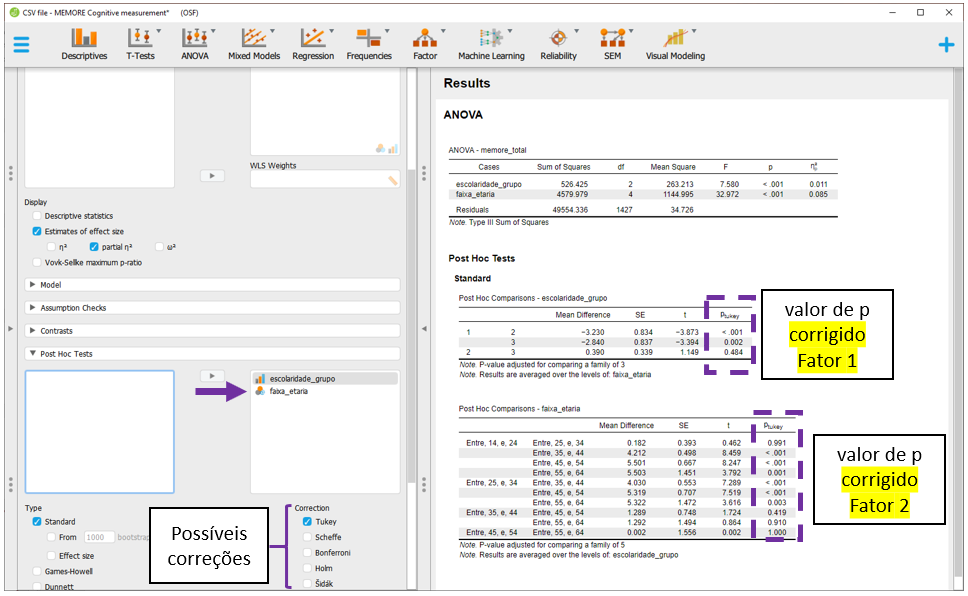 CSV file - MEMORE Cognitive measurement* (OSF)
Descriptives T-Tests ANOVA Mixed Models Regression Frequencies Factor Machine Learning Reliability SEM Visual Modeling
WLS Weights
Display
Descriptive statistics
Estimates of effect size
η² partial η² ω²
Vovk-Sellke maximum p-ratio
Model
Assumption Checks
Contrasts
Post Hoc Tests
escolaridade_grupo
faixa_etaria
Type
Standard
From 1000
Effect size
Games-Howell
Dunnett
Possíveis
correções
Correction
Tukey
Scheffe
Bonferroni
Holm
Šidák
Results
ANOVA
ANOVA - memore_total
Cases Sum of Squares df Mean Square F p η²p
escolaridade_grupo 526.425 2 263.213 7.580 < .001 0.011
faixa_etaria 4579.979 4 1144.995 32.972 < .001 0.085
Residuals 49554.336 1427 34.726
Note. Type III Sum of Squares
Post Hoc Tests
Standard
Post Hoc Comparisons - escolaridade_grupo
Mean Difference SE t ptukey
1 2 −3.230 0.834 −3.873 < .001
3 −2.840 0.837 −3.394 0.002
2 3 0.390 0.339 1.149 0.484
Note. P-value adjusted for comparing a family of 3
Note. Results are averaged over the levels of: faixa_etaria
valor de p
corrigido
Fator 1
Post Hoc Comparisons - faixa_etaria
Mean Difference SE t ptukey
Entre, 14, e, 24 Entre, 25, e, 34 0.182 0.393 0.462 0.991
Entre, 35, e, 44 4.212 0.498 8.459 < .001
Entre, 45, e, 54 5.501 0.667 8.247 < .001
Entre, 55, e, 64 5.503 1.451 3.792 0.001
Entre, 25, e, 34 Entre, 35, e, 44 4.030 0.553 7.289 < .001
Entre, 45, e, 54 5.319 0.707 7.519 < .001
Entre, 55, e, 64 5.322 1.472 3.616 0.003
Entre, 35, e, 44 Entre, 45, e, 54 1.289 0.748 1.724 0.419
Entre, 55, e, 64 1.292 1.494 0.864 0.910
Entre, 45, e, 54 Entre, 55, e, 64 0.002 1.556 0.002 1.000
Note. P-value adjusted for comparing a family of 5
Note. Results are averaged over the levels of: escolaridade_grupo
valor de p
corrigido
Fator 2